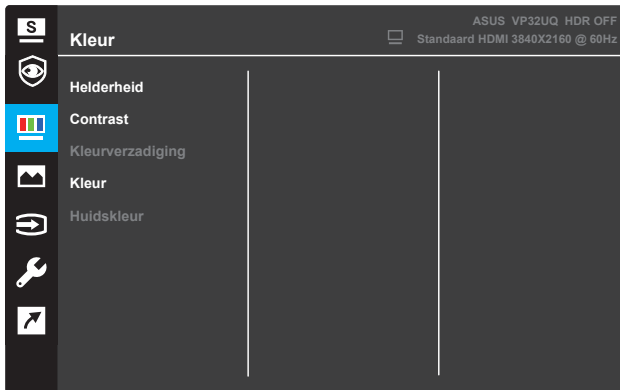 S
ASUS VP32UQ HDR OFF
Kleur
Standaard HDMI 3840X2160 @ 60Hz
Helderheid
Contrast
Kleurverzadiging
Kleur
Huidskleur